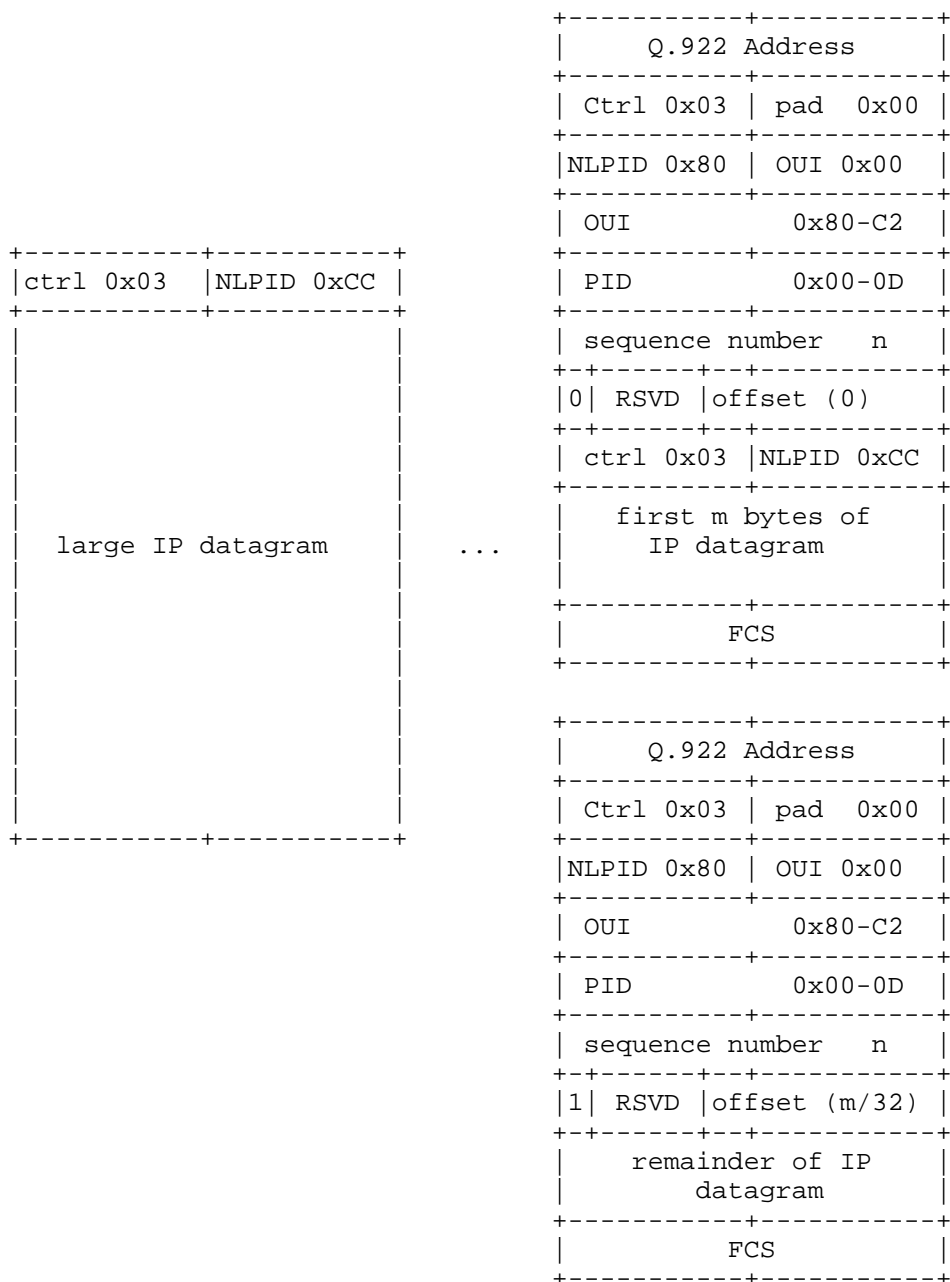 +-----------+-----------+
|     Q.922 Address     |
+-----------+-----------+
| Ctrl 0x03 | pad  0x00 |
+-----------+-----------+
|NLPID 0x80 | OUI 0x00  |
+-----------+-----------+
| OUI          0x80-C2  |
+-----------+-----------+            +-----------+-----------+
|ctrl 0x03  |NLPID 0xCC |            | PID          0x00-0D  |
+-----------+-----------+            +-----------+-----------+
|                       |            | sequence number   n   |
|                       |            +-+------+--+-----------+
|                       |            |0| RSVD |offset (0)    |
|                       |            +-+------+--+-----------+
|                       |            | ctrl 0x03 |NLPID 0xCC |
|                       |            +-----------+-----------+
|                       |            |   first m bytes of    |
|  large IP datagram    |    ...     |     IP datagram       |
|                       |            |                       |
|                       |            +-----------+-----------+
|                       |            |          FCS          |
|                       |            +-----------+-----------+
|                       |
|                       |            +-----------+-----------+
|                       |            |     Q.922 Address     |
|                       |            +-----------+-----------+
|                       |            | Ctrl 0x03 | pad  0x00 |
+-----------+-----------+            +-----------+-----------+
|NLPID 0x80 | OUI 0x00  |
+-----------+-----------+
| OUI          0x80-C2  |
+-----------+-----------+
| PID          0x00-0D  |
+-----------+-----------+
| sequence number   n   |
+-+------+--+-----------+
|1| RSVD |offset (m/32) |
+-+------+--+-----------+
|    remainder of IP    |
|        datagram       |
+-----------+-----------+
|          FCS          |
+-----------+-----------+